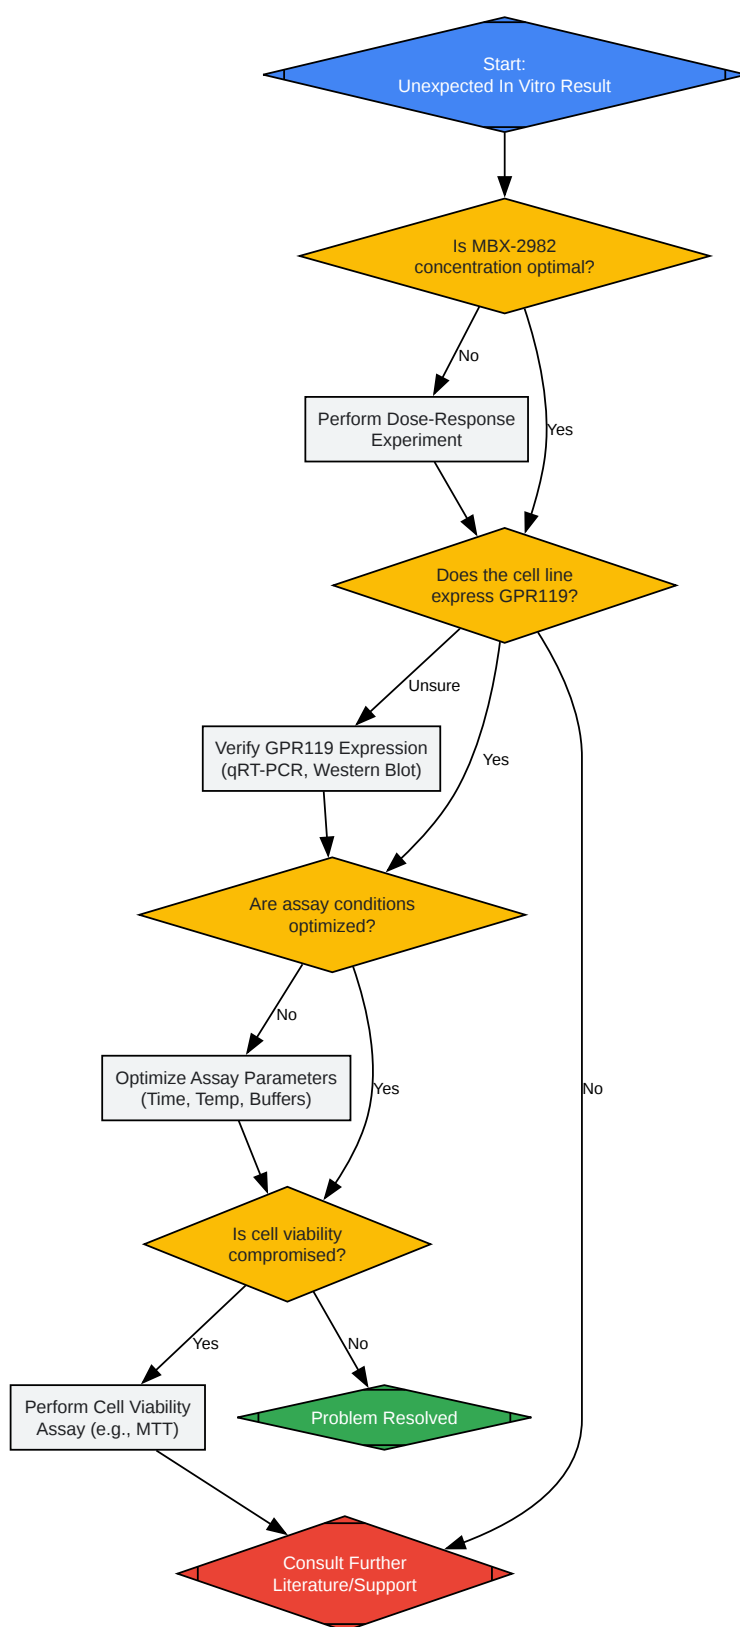 Start:
Unexpected In Vitro Result
Is MBX-2982
concentration optimal?
No
Perform Dose-Response
Experiment
Yes
Does the cell line
express GPR119?
Unsure
Verify GPR119 Expression
(qRT-PCR, Western Blot)
Yes
Are assay conditions
optimized?
No
Optimize Assay Parameters
(Time, Temp, Buffers)
Yes
No
Is cell viability
compromised?
Yes
No
Perform Cell Viability
Assay (e.g., MTT)
Problem Resolved
Consult Further
Literature/Support